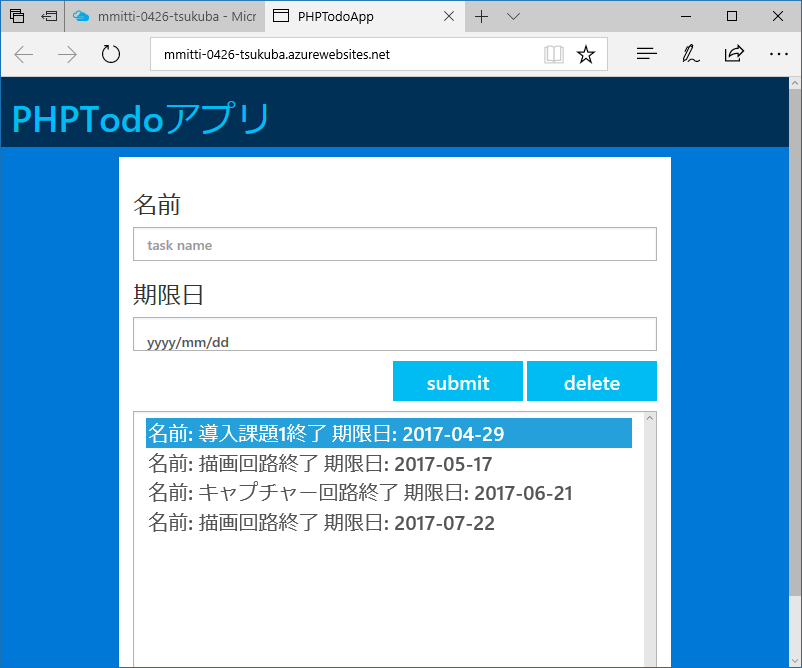 mmitti-0426-tsukuba - Micr
PHPTodoApp
mmitti-0426-tsukuba.azurewebsites.net
PHPTodoアプリ
名前
task name
期限日
yyyy/mm/dd
submit delete
名前: 導入課題1終了 期限日: 2017-04-29
名前: 描画回路終了 期限日: 2017-05-17
名前: キャプチャー回路終了 期限日: 2017-06-21
名前: 描画回路終了 期限日: 2017-07-22